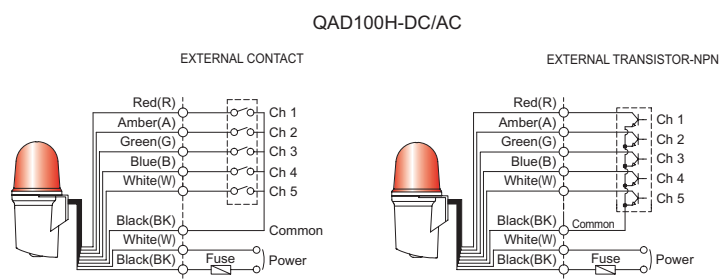 QAD100H-DC/AC
EXTERNAL CONTACT
Red(R)
Amber(A)
Green(G)
Blue(B)
White(W)
Black(BK)
White(W)
Black(BK)
Ch 1
Ch 2
Ch 3
Ch 4
Ch 5
Common
Fuse
Power
EXTERNAL TRANSISTOR-NPN
Red(R)
Amber(A)
Green(G)
Blue(B)
White(W)
Black(BK)
White(W)
Black(BK)
Ch 1
Ch 2
Ch 3
Ch 4
Ch 5
Common
Fuse
Power